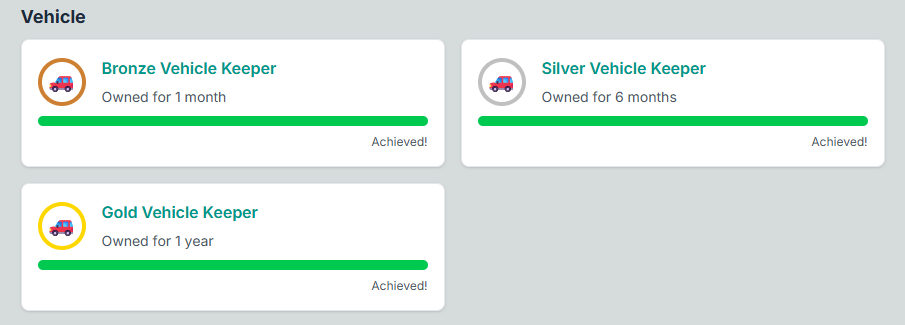 Vehicle
Bronze Vehicle Keeper
Owned for 1 month
Achieved!
Silver Vehicle Keeper
Owned for 6 months
Achieved!
Gold Vehicle Keeper
Owned for 1 year
Achieved!